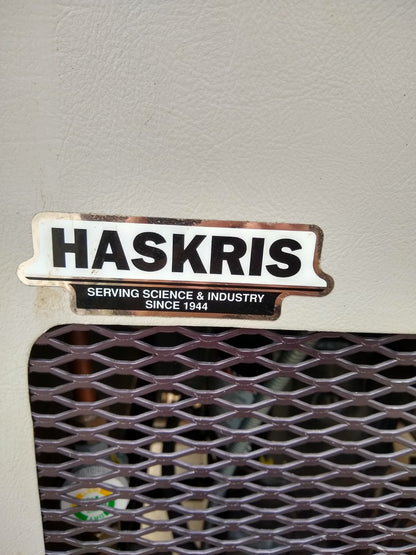 HASKRIS
SERVING SCIENCE & INDUSTRY
SINCE 1944